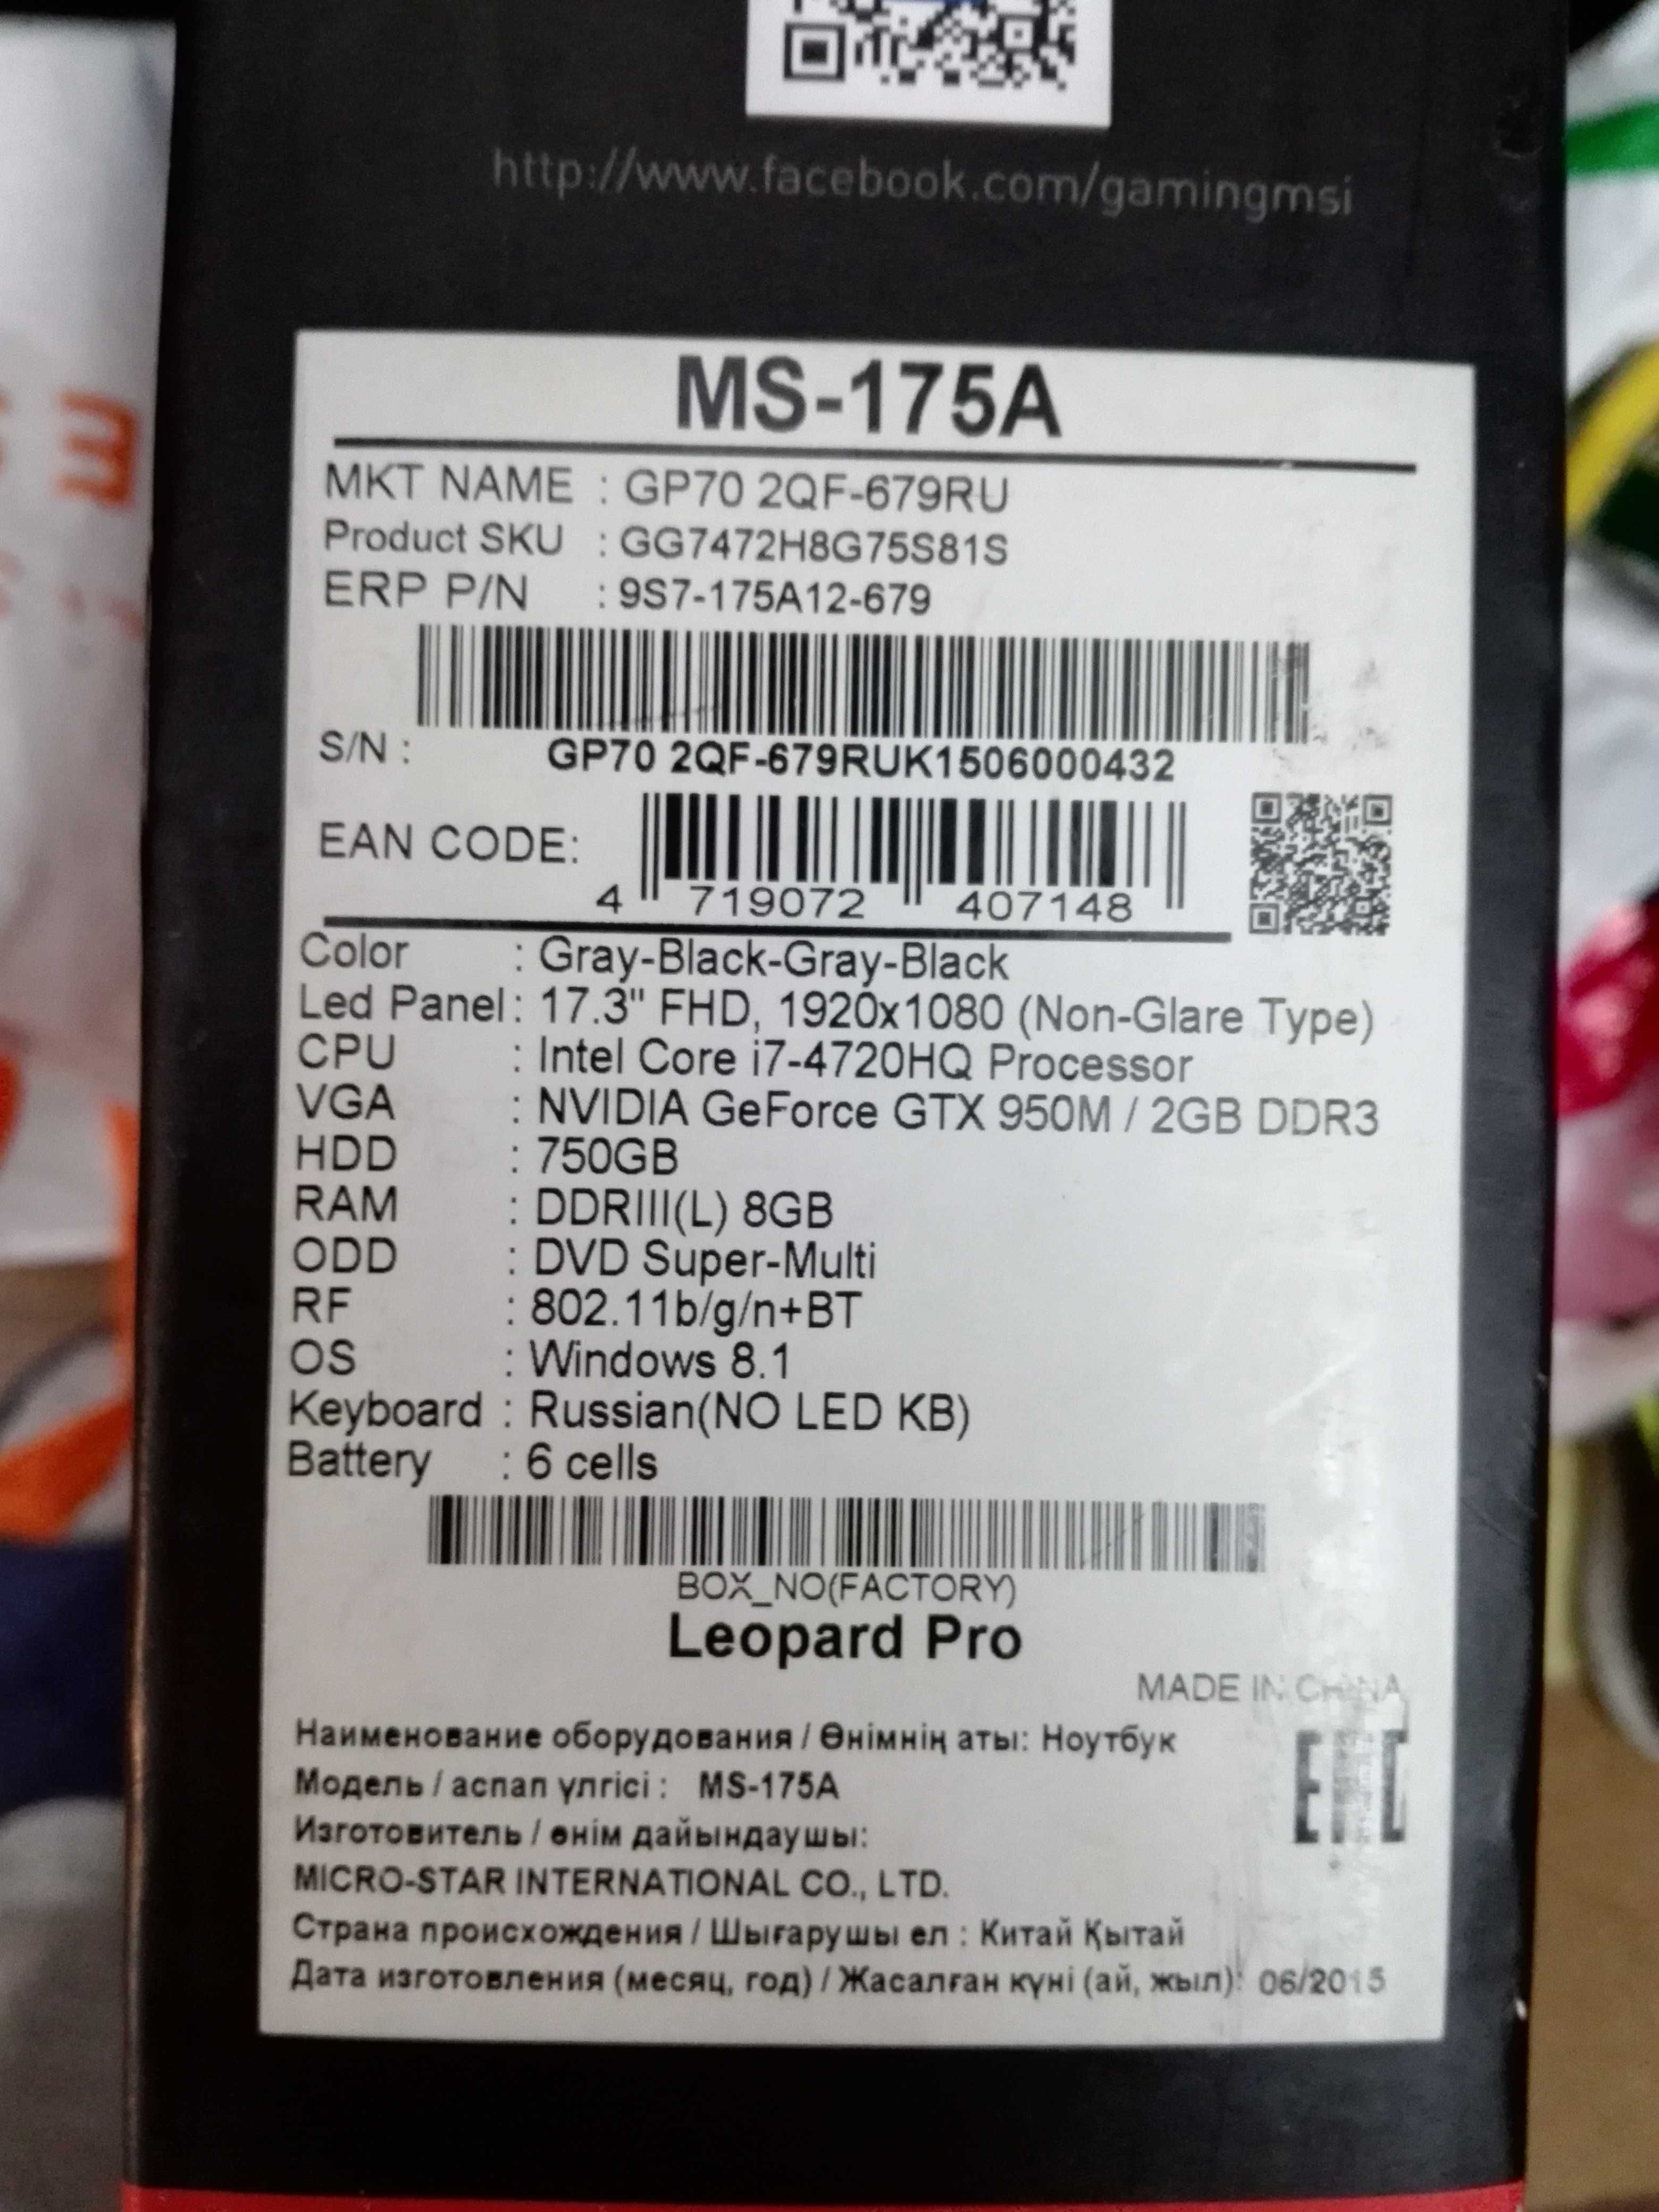 http://www.facebook.com/gamingmsi
MS-175A
MKT NAME : GP70 2QF-679RU
Product SKU : GG7472H8G75S81S
ERP P/N : 9S7-175A12-679
S/N : GP70 2QF-679RUK1506000432
EAN CODE: 4 719072 407148
Color : Gray-Black-Gray-Black
Led Panel : 17.3" FHD, 1920x1080 (Non-Glare Type)
CPU : Intel Core i7-4720HQ Processor
VGA : NVIDIA GeForce GTX 950M / 2GB DDR3
HDD : 750GB
RAM : DDRIII(L) 8GB
ODD : DVD Super-Multi
RF : 802.11b/g/n+BT
OS : Windows 8.1
Keyboard : Russian(NO LED KB)
Battery : 6 cells
BOX_NO(FACTORY)
Leopard Pro
MADE IN CHINA
Наименование оборудования / Өнімнің аты: Ноутбук
Модель / аспап үлгісі : MS-175A
Изготовитель / өнім дайындаушы:
MICRO-STAR INTERNATIONAL CO., LTD.
Страна происхождения / Шығарушы ел : Китай Қытай
Дата изготовления (месяц, год) / Жасалған күні (ай, жыл): 06/2015
EAC